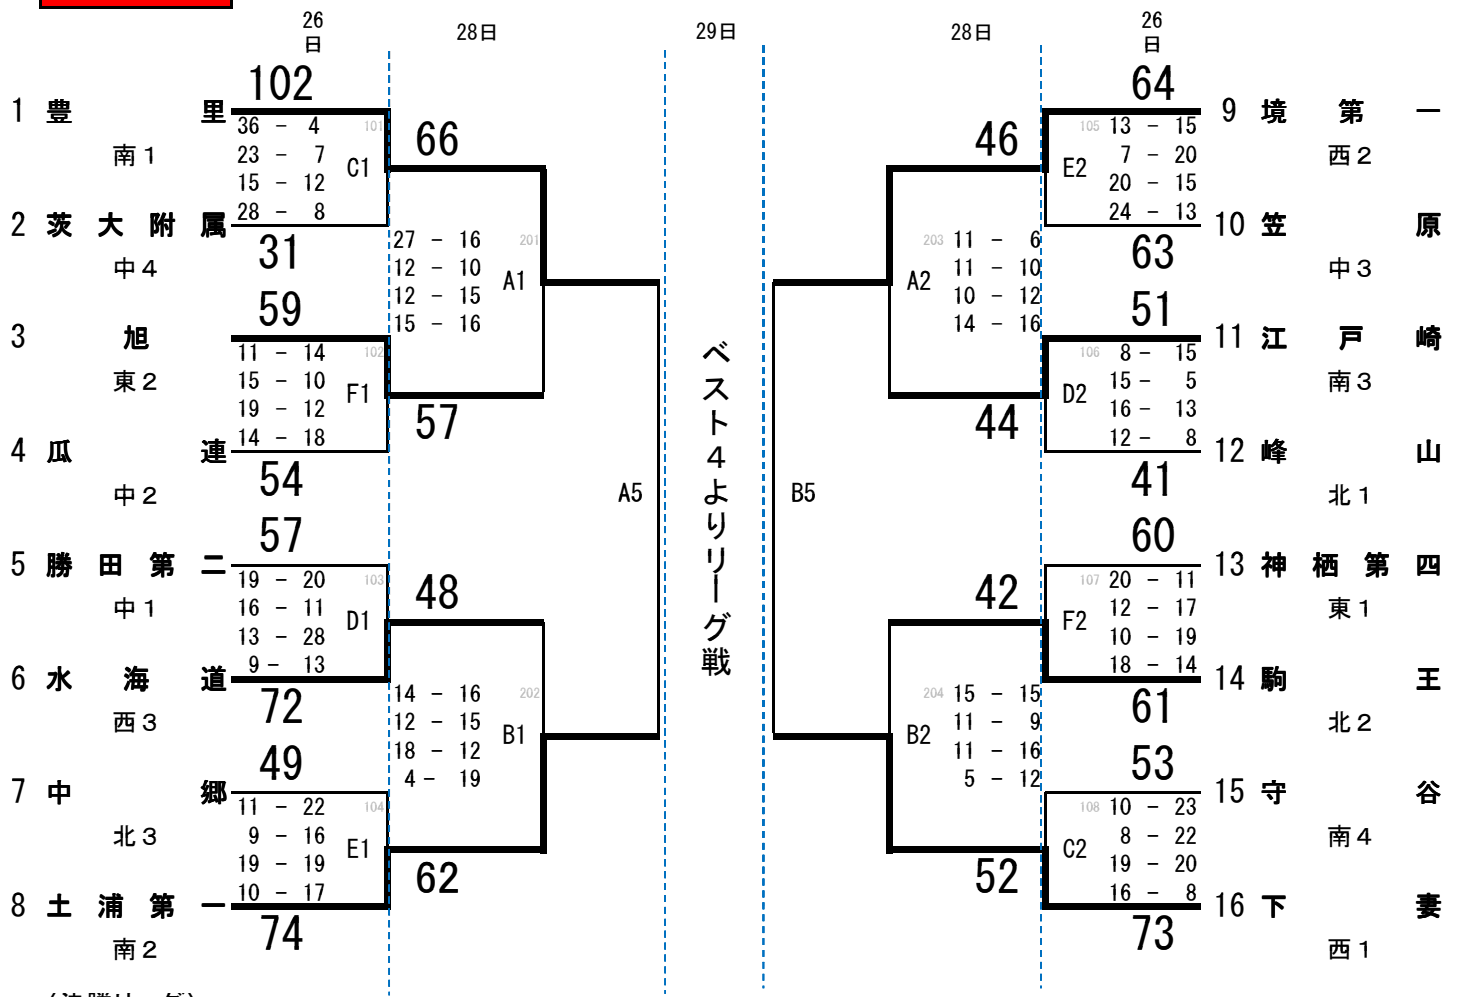 26
日
28日
29日
28日
26
日
102
1 豊 里
36 - 4 101
南1
23 - 7
C1
15 - 12
2 茨大附属
28 - 8
31
中4
66
59
3 旭
11 - 14 102
東2
15 - 10
F1
19 - 12
4 瓜 連
14 - 18
54
中2
57
27 - 16 201
12 - 10
A1
12 - 15
15 - 16
57
5 勝田第二
19 - 20 103
中1
16 - 11
D1
13 - 28
6 水海道
9 - 13
72
西3
48
49
7 中 郷
11 - 22 104
北3
9 - 16
E1
19 - 19
8 土浦第一
10 - 17
74
南2
62
14 - 16 202
12 - 15
B1
18 - 12
4 - 19
A5
ベスト4よりリーグ戦
B5
46
203 11 - 6
11 - 10
A2
10 - 12
14 - 16
44
42
204 15 - 15
11 - 9
B2
11 - 16
5 - 12
52
64
105 13 - 15
9 境第一
7 - 20
西2
E2
20 - 15
24 - 13
10 笠 原
63
中3
51
106 8 - 15
11 江戸崎
15 - 5
南3
D2
16 - 13
12 - 8
12 峰 山
41
北1
60
107 20 - 11
13 神栖第四
12 - 17
東1
F2
10 - 19
18 - 14
14 駒 王
61
北2
53
108 10 - 23
15 守 谷
8 - 22
南4
C2
19 - 20
16 - 8
16 下 妻
73
西1